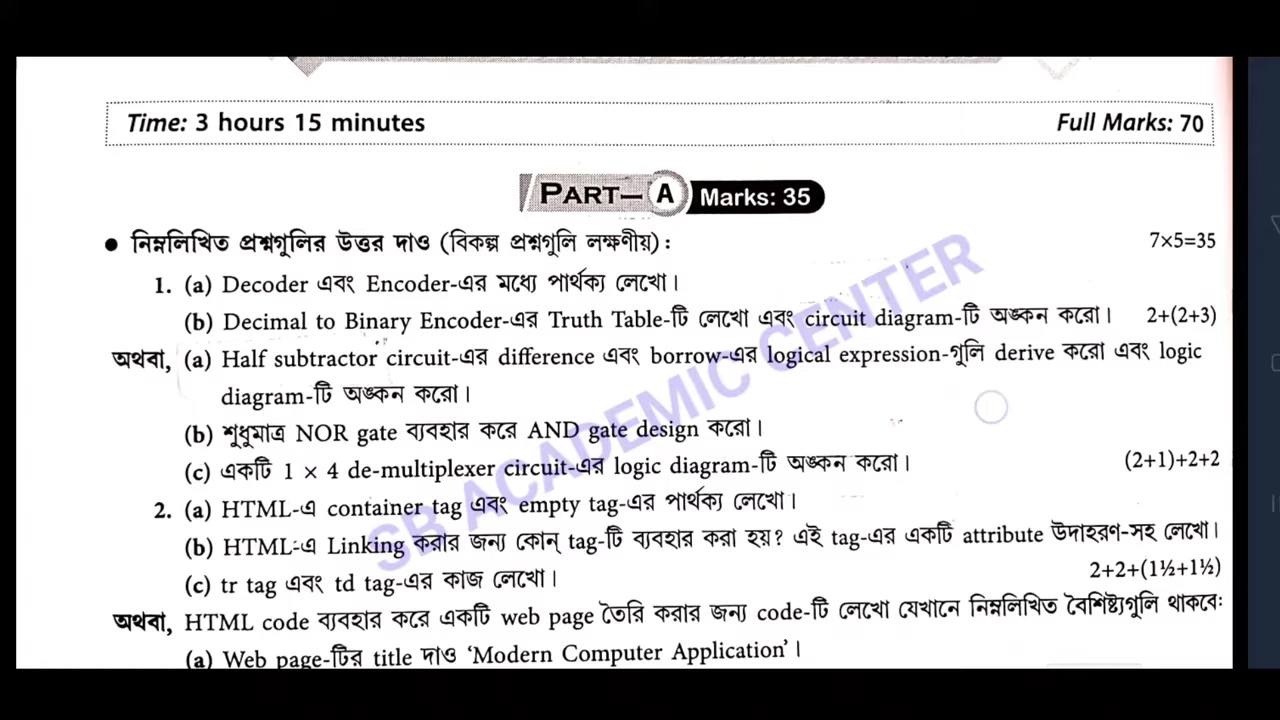 Time: 3 hours 15 minutes Full Marks: 70
PART— A Marks: 35
● নিম্নলিখিত প্রশ্নগুলির উত্তর দাও (বিকল্প প্রশ্নগুলি লক্ষণীয়): 7×5=35
1. (a) Decoder এবং Encoder-এর মধ্যে পার্থক্য লেখো।
(b) Decimal to Binary Encoder-এর Truth Table-টি লেখো এবং circuit diagram-টি অঙ্কন করো। 2+(2+3)
অথবা, (a) Half subtractor circuit-এর difference এবং borrow-এর logical expression-গুলি derive করো এবং logic
diagram-টি অঙ্কন করো।
(b) শুধুমাত্র NOR gate ব্যবহার করে AND gate design করো।
(c) একটি 1 × 4 de-multiplexer circuit-এর logic diagram-টি অঙ্কন করো। (2+1)+2+2
2. (a) HTML-এ container tag এবং empty tag-এর পার্থক্য লেখো।
(b) HTML-এ Linking করার জন্য কোন্ tag-টি ব্যবহার করা হয়? এই tag-এর একটি attribute উদাহরণ-সহ লেখো।
(c) tr tag এবং td tag-এর কাজ লেখো। 2+2+(1½+1½)
অথবা, HTML code ব্যবহার করে একটি web page তৈরি করার জন্য code-টি লেখো যেখানে নিম্নলিখিত বৈশিষ্ট্যগুলি থাকবে:
(a) Web page-টির title দাও ‘Modern Computer Application’।
SB ACADEMIC CENTER